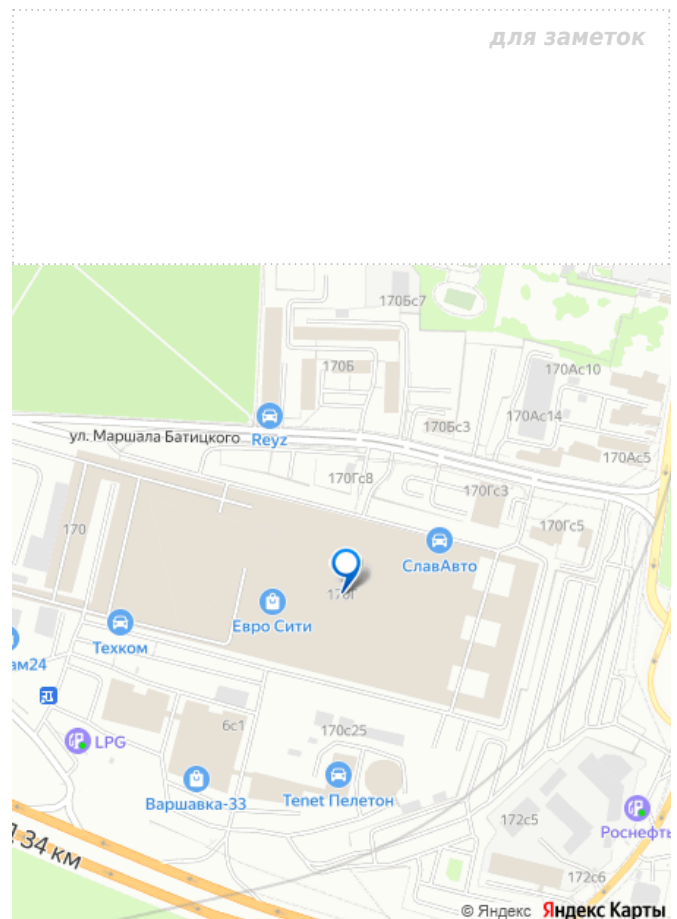 для заметок
170Бс7
170Б
170Ас10
170Ас14
170Бс3
ул. Маршала Батицкого
Reyz
170Ас5
170Гс8
170Гс3
170
170Гс5
СлавАвто
170Г
Евро Сити
Техком
ам24
6с1
170с25
LPG
Варшавка-33
Tenet Пелетон
Роснефть
172с5
34 км
172с6
© Яндекс Яндекс Карты